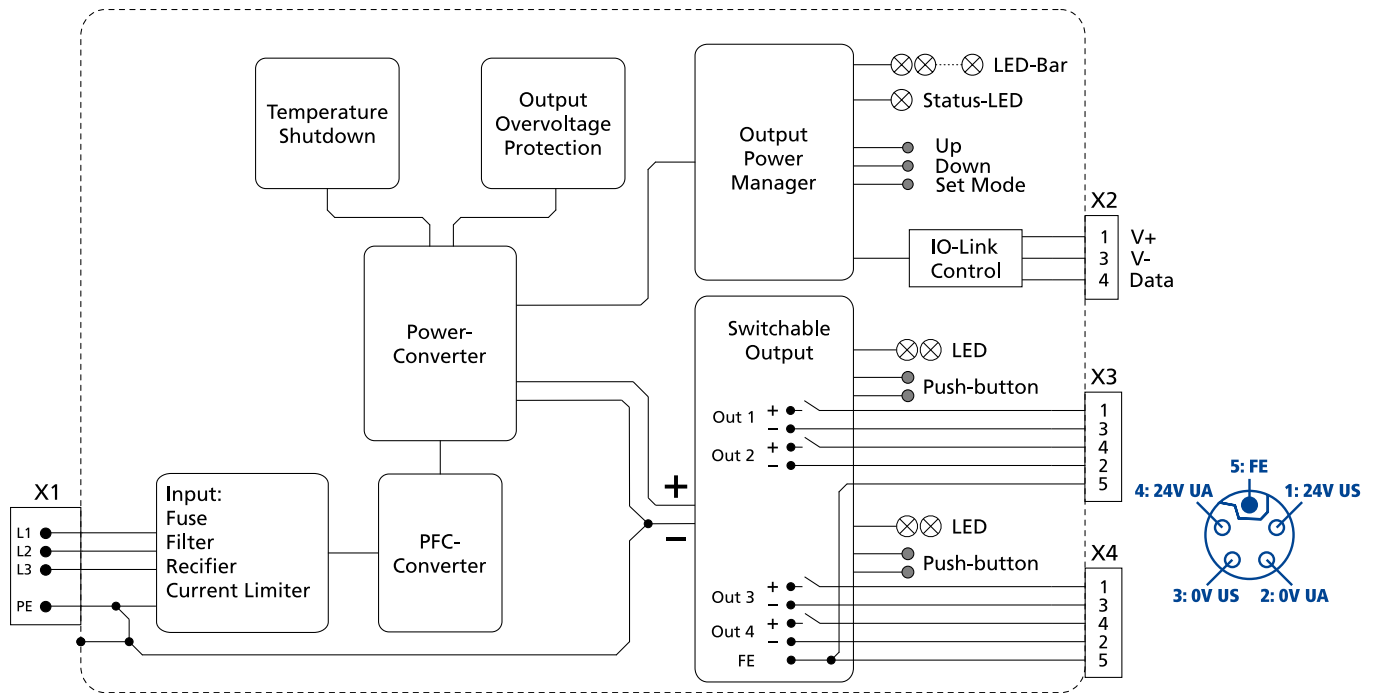 Temperature
Shutdown
Output
Overvoltage
Protection
Output
Power
Manager
LED-Bar
Status-LED
Up
Down
Set Mode
IO-Link
Control
X2
1 V+
3 V-
4 Data
Power-
Converter
Switchable
Output
LED
Push-button
Out 1 + −
Out 2 + −
X3
1
3
4
2
5
+
−
X1
L1
L2
L3
PE
Input:
Fuse
Filter
Rectifier
Current Limiter
PFC-
Converter
LED
Push-button
Out 3 + −
Out 4 + −
FE
X4
1
3
4
2
5
5: FE
4: 24V UA
1: 24V US
3: 0V US
2: 0V UA